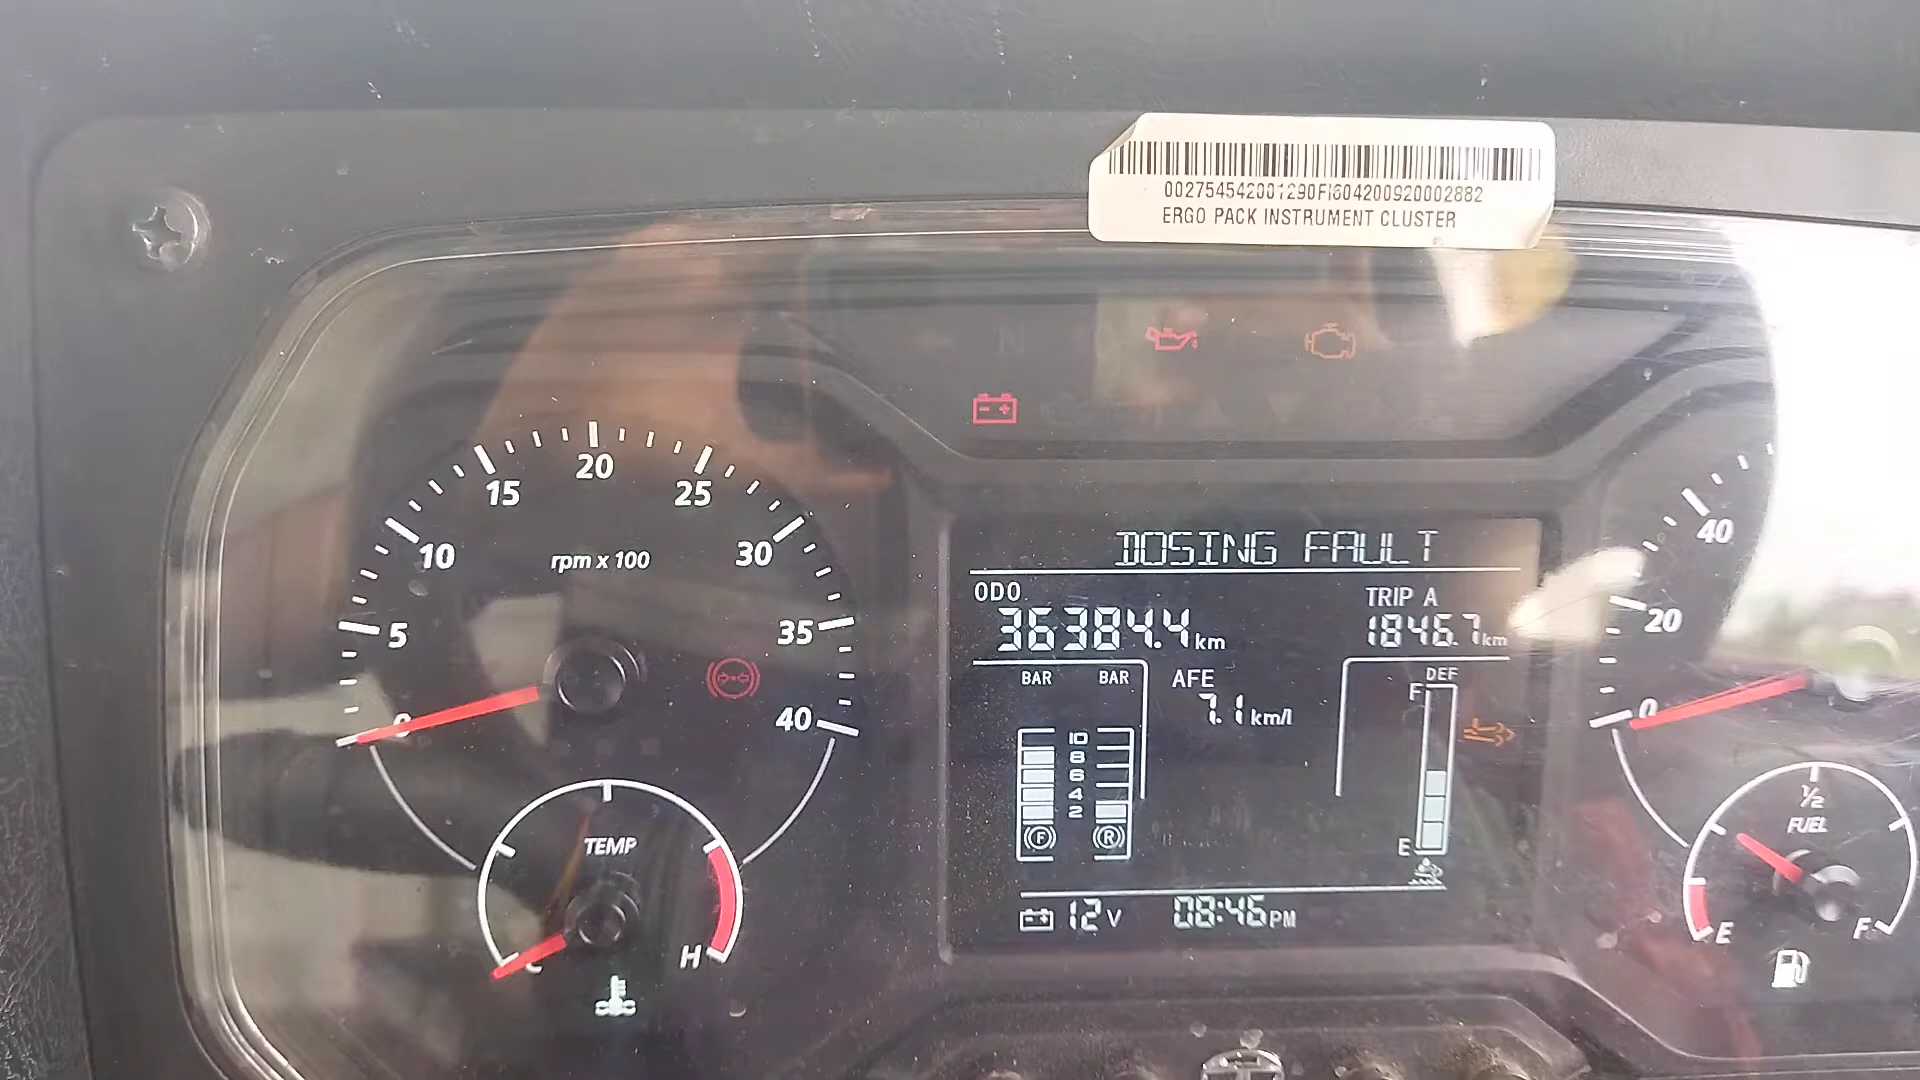 002754542001290FI604200920002882
ERGO PACK INSTRUMENT CLUSTER
0 5 10 15 20 25 30 35 40
rpm x 100
TEMP
C H
DOSING FAULT
ODO
36384.4 km
TRIP A
1846.7 km
BAR BAR
10
8
6
4
2
F R
AFE
7.1 km/l
DEF
F
E
12 V
08:46 PM
0 20 40
1/2
FUEL
E F